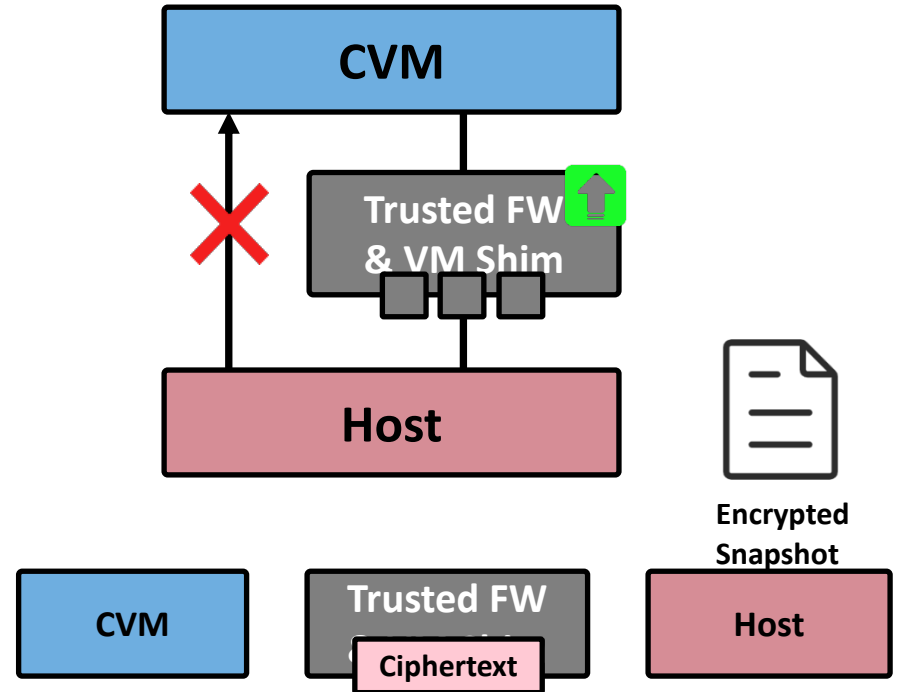 CVM
Trusted FW
& VM Shim
Host
Encrypted
Snapshot
CVM
Trusted FW
Ciphertext
Host